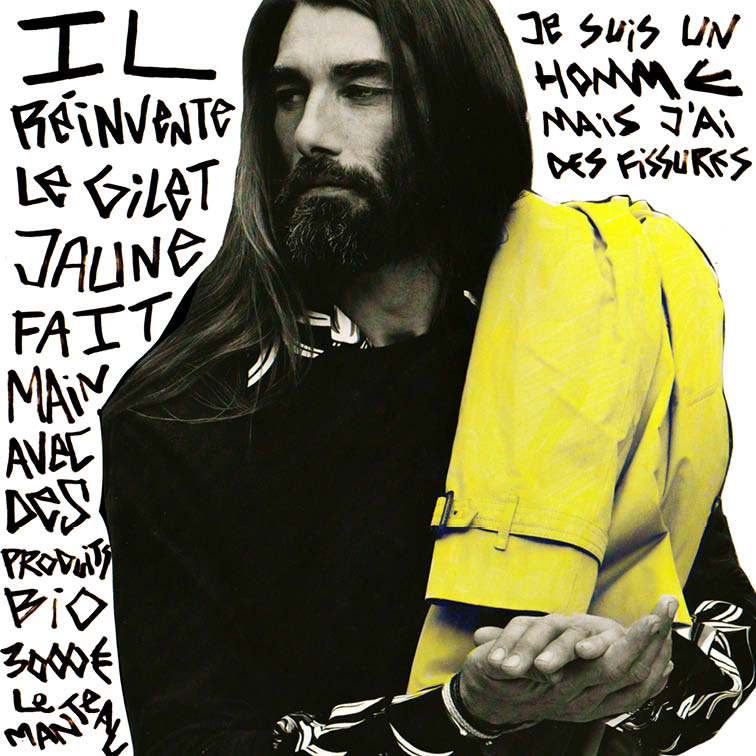 IL
RÉINVENTE
LE GILET
JAUNE
FAIT
MAIN
AVEC
DES
PRODUITS
BIO
3000€
LE
MANTEAU
JE SUIS UN
HOMME
MAIS J'AI
DES FISSURES